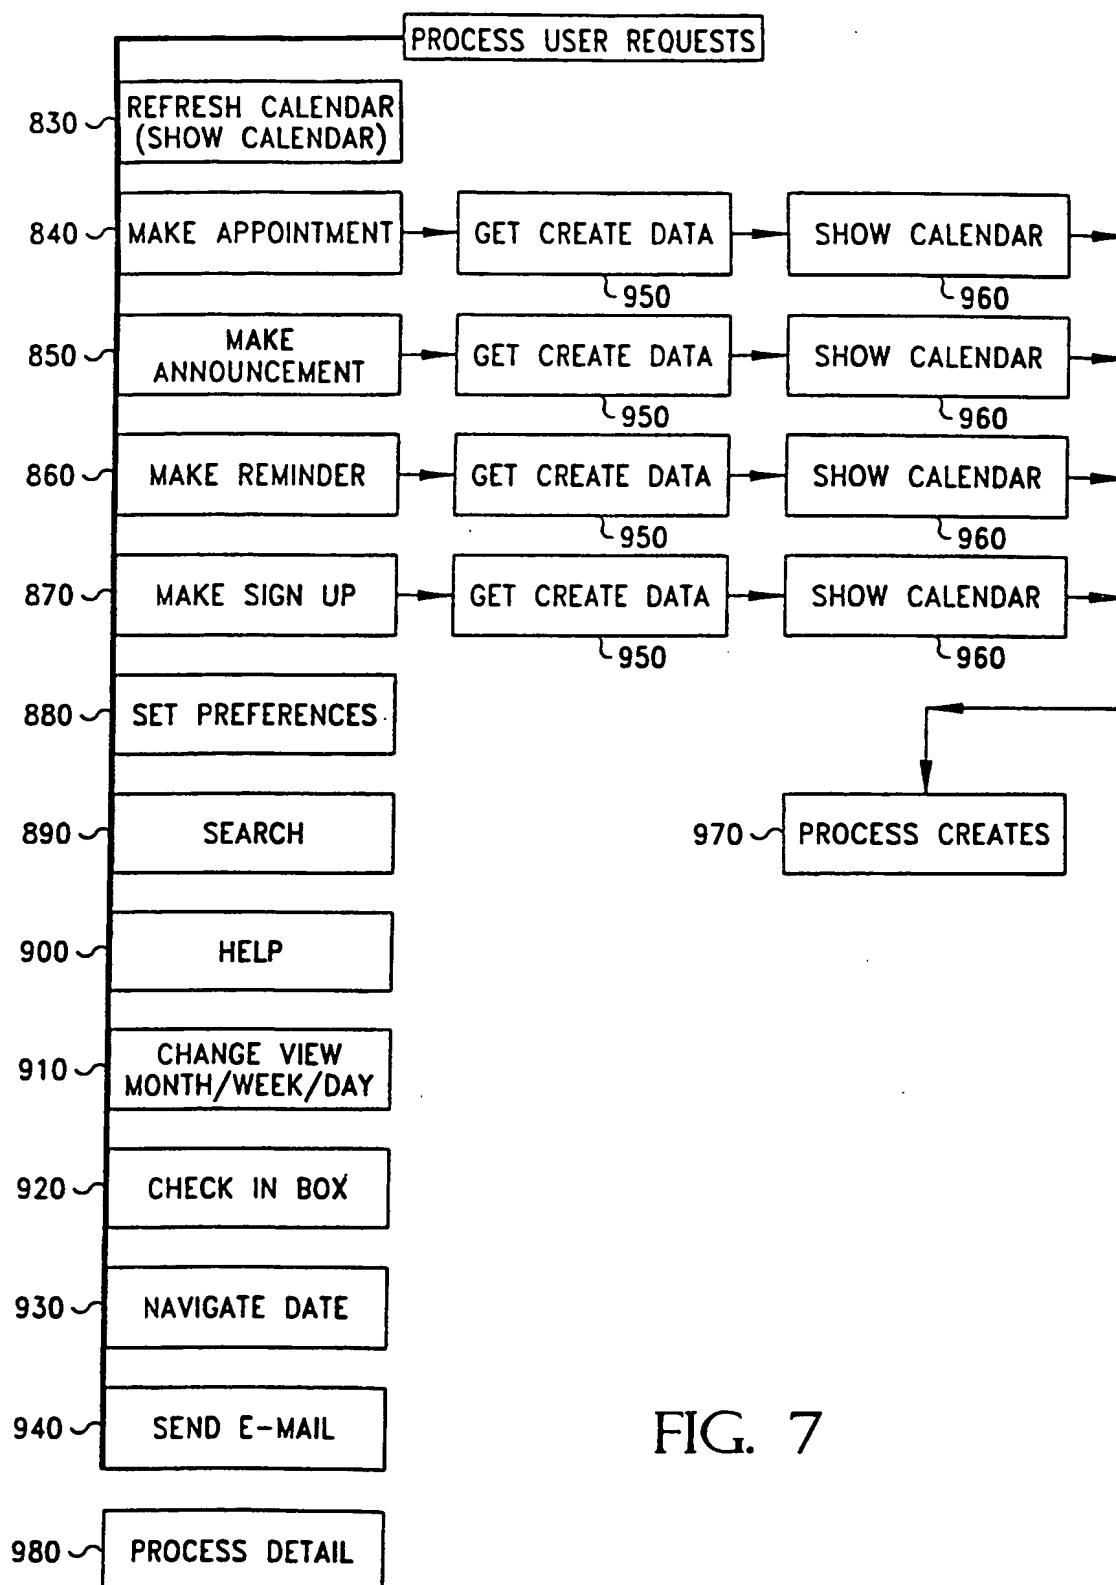 PROCESS USER REQUESTS
830
REFRESH CALENDAR
(SHOW CALENDAR)
840
MAKE APPOINTMENT
GET CREATE DATA
SHOW CALENDAR
950
960
850
MAKE
ANNOUNCEMENT
GET CREATE DATA
SHOW CALENDAR
950
960
860
MAKE REMINDER
GET CREATE DATA
SHOW CALENDAR
950
960
870
MAKE SIGN UP
GET CREATE DATA
SHOW CALENDAR
950
960
880
SET PREFERENCES
890
SEARCH
970
PROCESS CREATES
900
HELP
910
CHANGE VIEW
MONTH/WEEK/DAY
920
CHECK IN BOX
930
NAVIGATE DATE
940
SEND E-MAIL
FIG. 7
980
PROCESS DETAIL